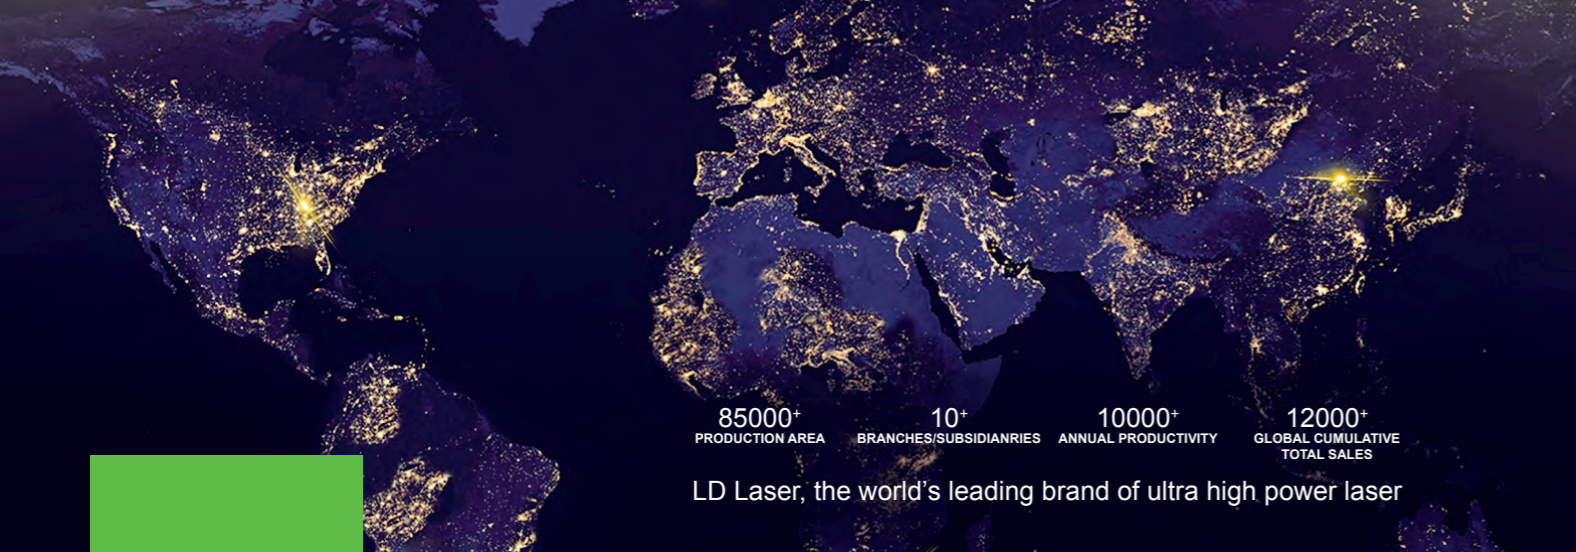 85000+
PRODUCTION AREA
10+
BRANCHES/SUBSIDIANRIES
10000+
ANNUAL PRODUCTIVITY
12000+
GLOBAL CUMULATIVE
TOTAL SALES
LD Laser, the world’s leading brand of ultra high power laser